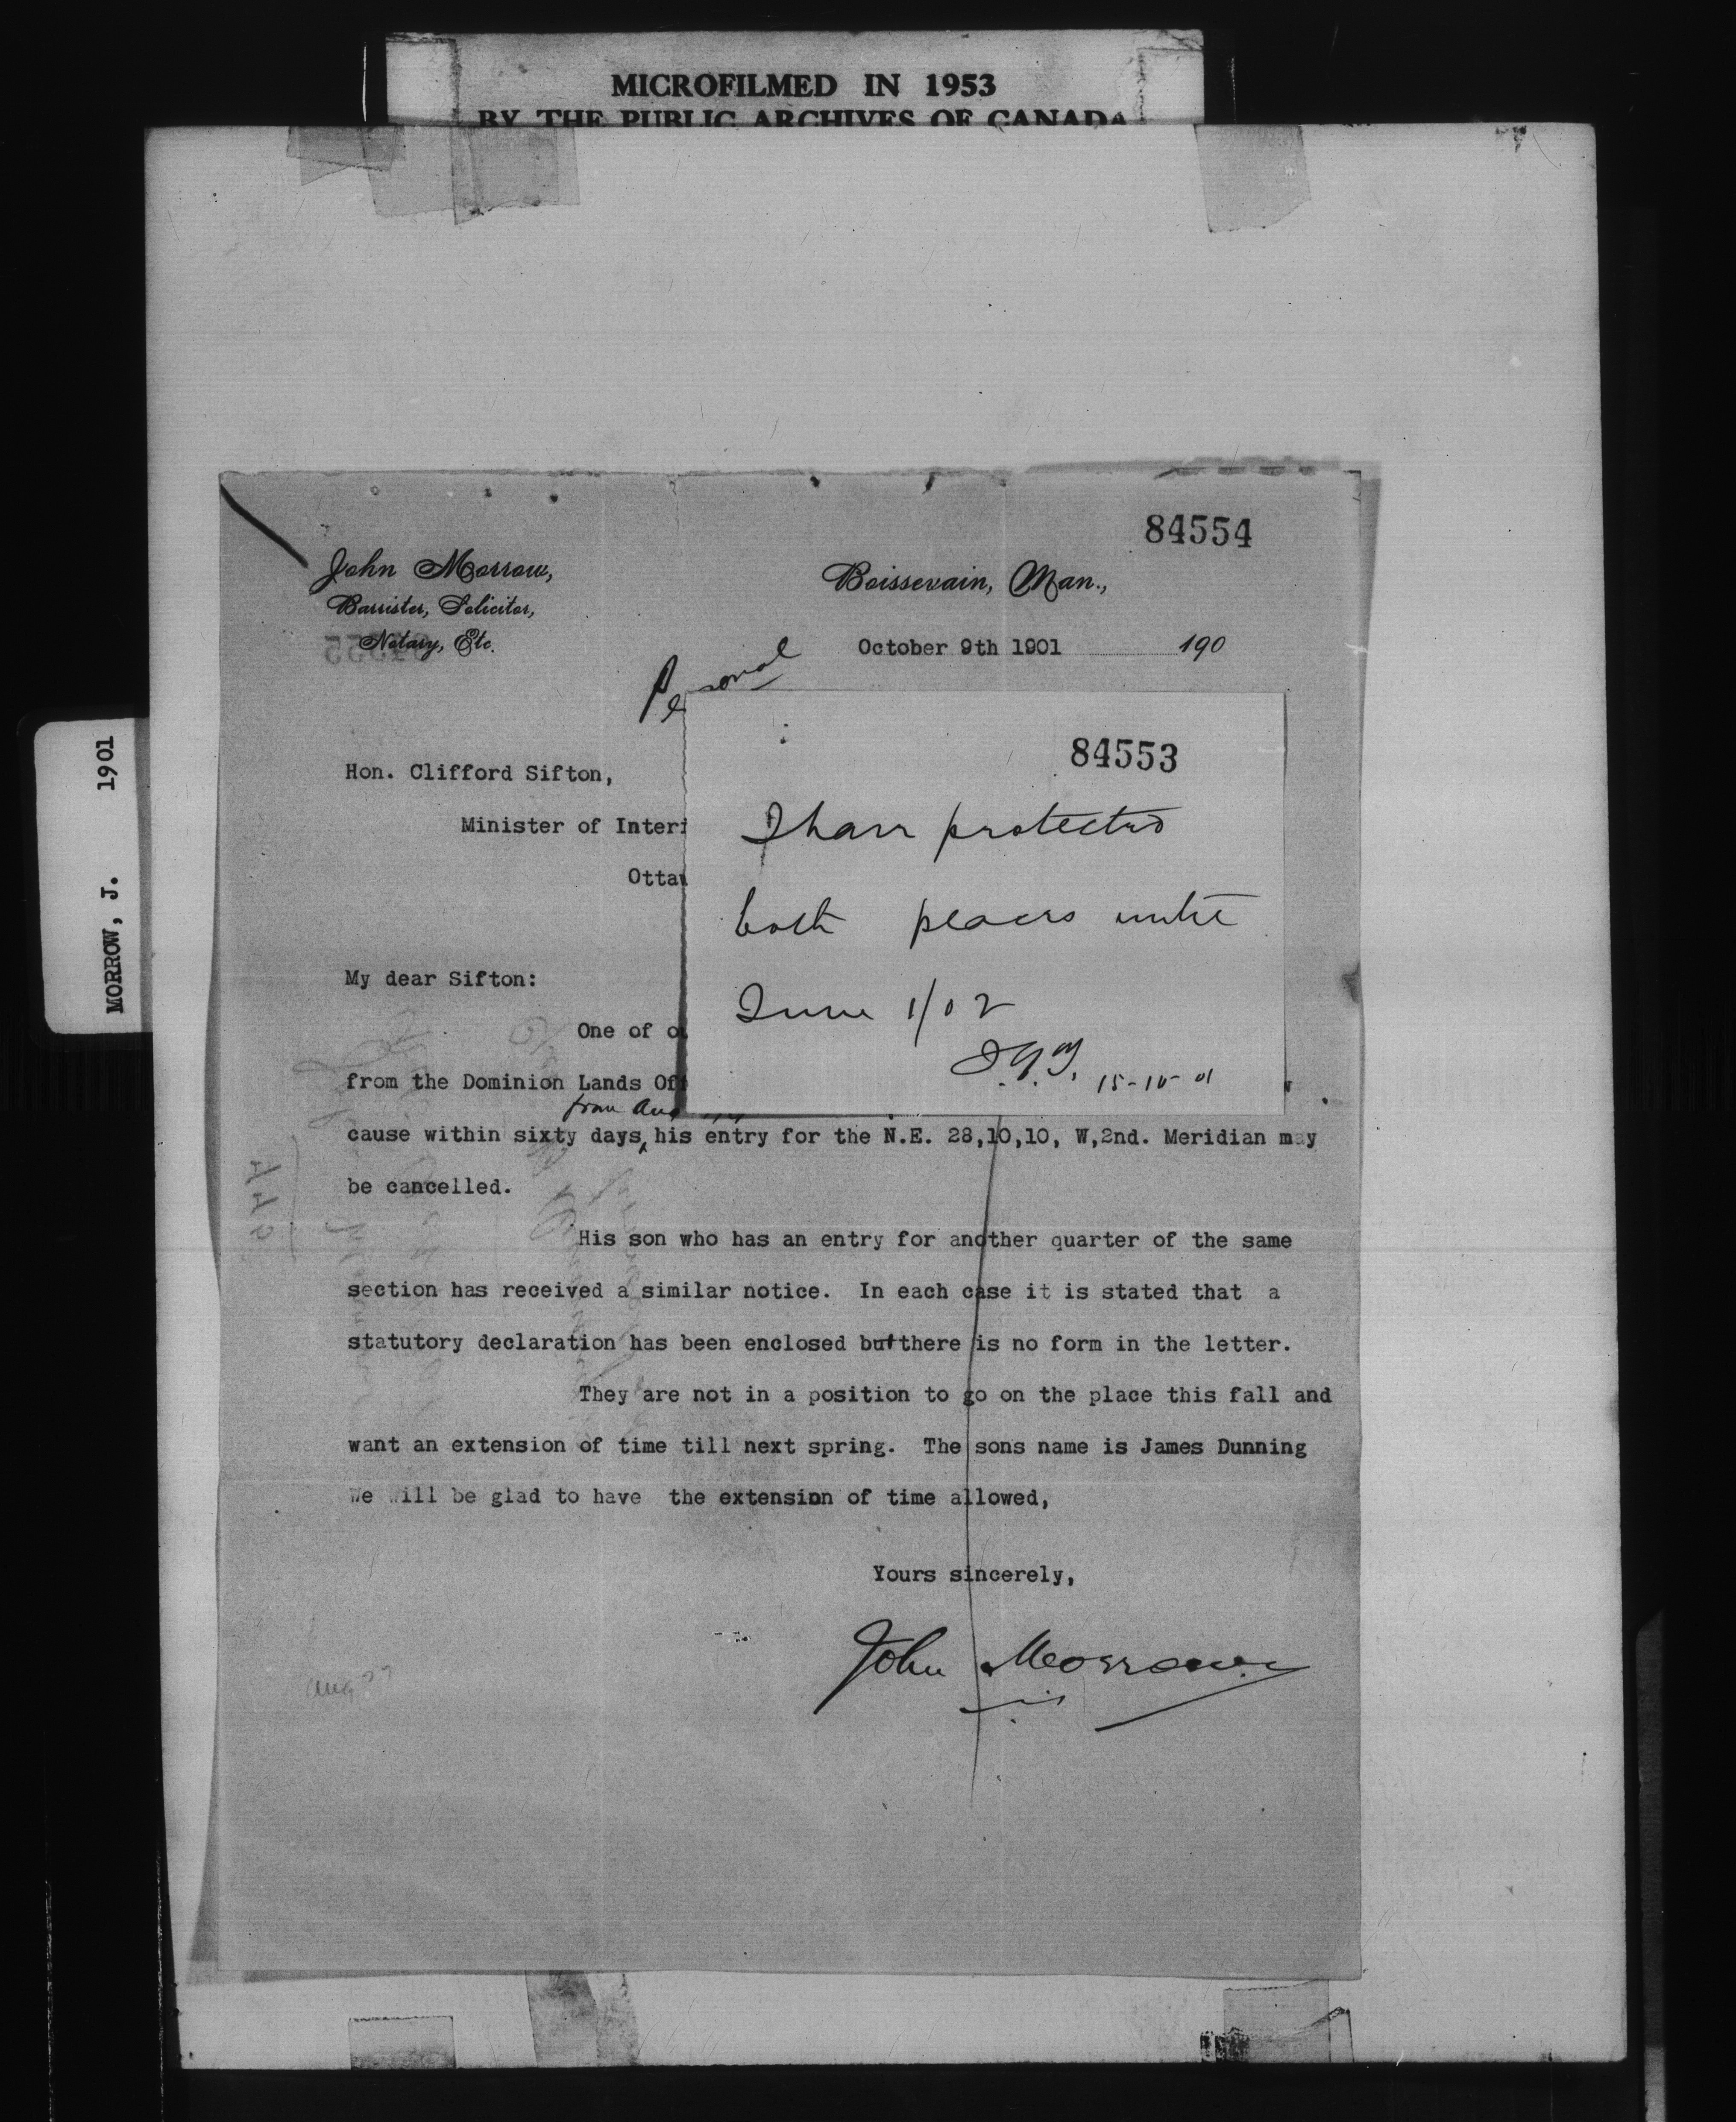 MICROFILMED IN 1953
BY THE PUBLIC ARCHIVES OF CANADA
MORROW, J. 1901
84554
John Morrow,
Barrister, Solicitor,
Notary, Etc.
Boissevain, Man.,
October 9th 1901 190
Personal
Hon. Clifford Sifton,
Minister of Interi
Ottaw
My dear Sifton:
One of o
from the Dominion Lands Off
from Aug
cause within sixty days, his entry for the N.E. 28,10,10, W,2nd. Meridian may
be cancelled.
His son who has an entry for another quarter of the same
section has received a similar notice. In each case it is stated that a
statutory declaration has been enclosed but there is no form in the letter.
They are not in a position to go on the place this fall and
want an extension of time till next spring. The sons name is James Dunning
We will be glad to have the extension of time allowed,
Yours sincerely,
John Morrow
84553
I have protected
both places until
June 1/02
15-10-01
Aug